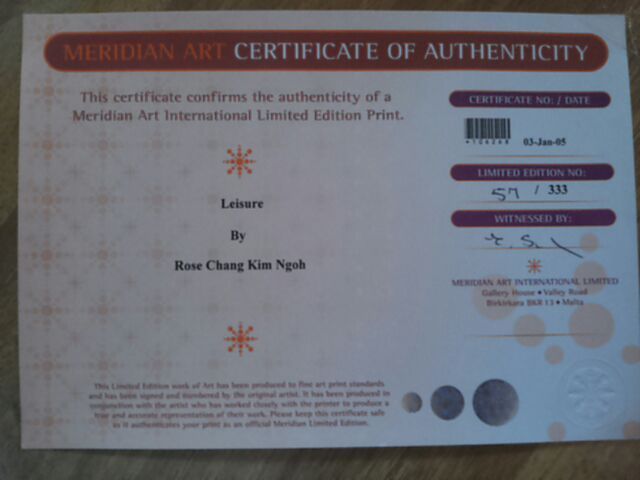 MERIDIAN ART CERTIFICATE OF AUTHENTICITY
This certificate confirms the authenticity of a
Meridian Art International Limited Edition Print.
Leisure
By
Rose Chang Kim Ngoh
CERTIFICATE NO: / DATE
03-Jan-05
LIMITED EDITION NO:
57 / 333
WITNESSED BY:
MERIDIAN ART INTERNATIONAL LIMITED
Gallery House • Valley Road
Birkirkara BKR 13 • Malta
This Limited Edition work of Art has been produced to fine art print standards
and has been signed and numbered by the original artist. It has been produced in
conjunction with the artist who has worked closely with the printer to produce a
true and accurate representation of their work. Please keep this certificate safe
as it authenticates your print as an official Meridian Limited Edition.